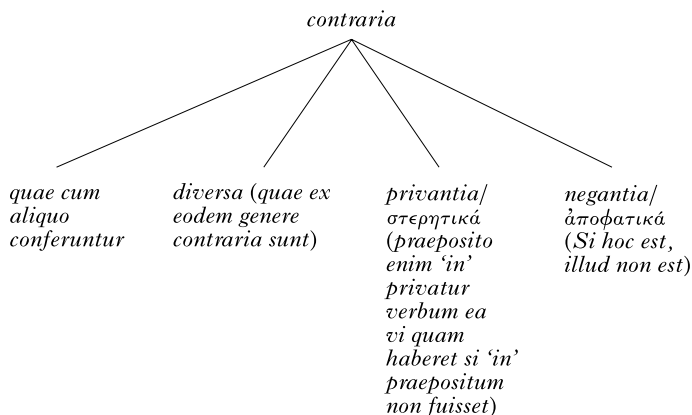 contraria
quae cum
aliquo
conferuntur
diversa (quae ex
eodem genere
contraria sunt)
privantia/
στερητικά
(praeposito
enim ‘in’
privatur
verbum ea
vi quam
haberet si ‘in’
praepositum
non fuisset)
negantia/
ἀποφατικά
(Si hoc est,
illud non est)